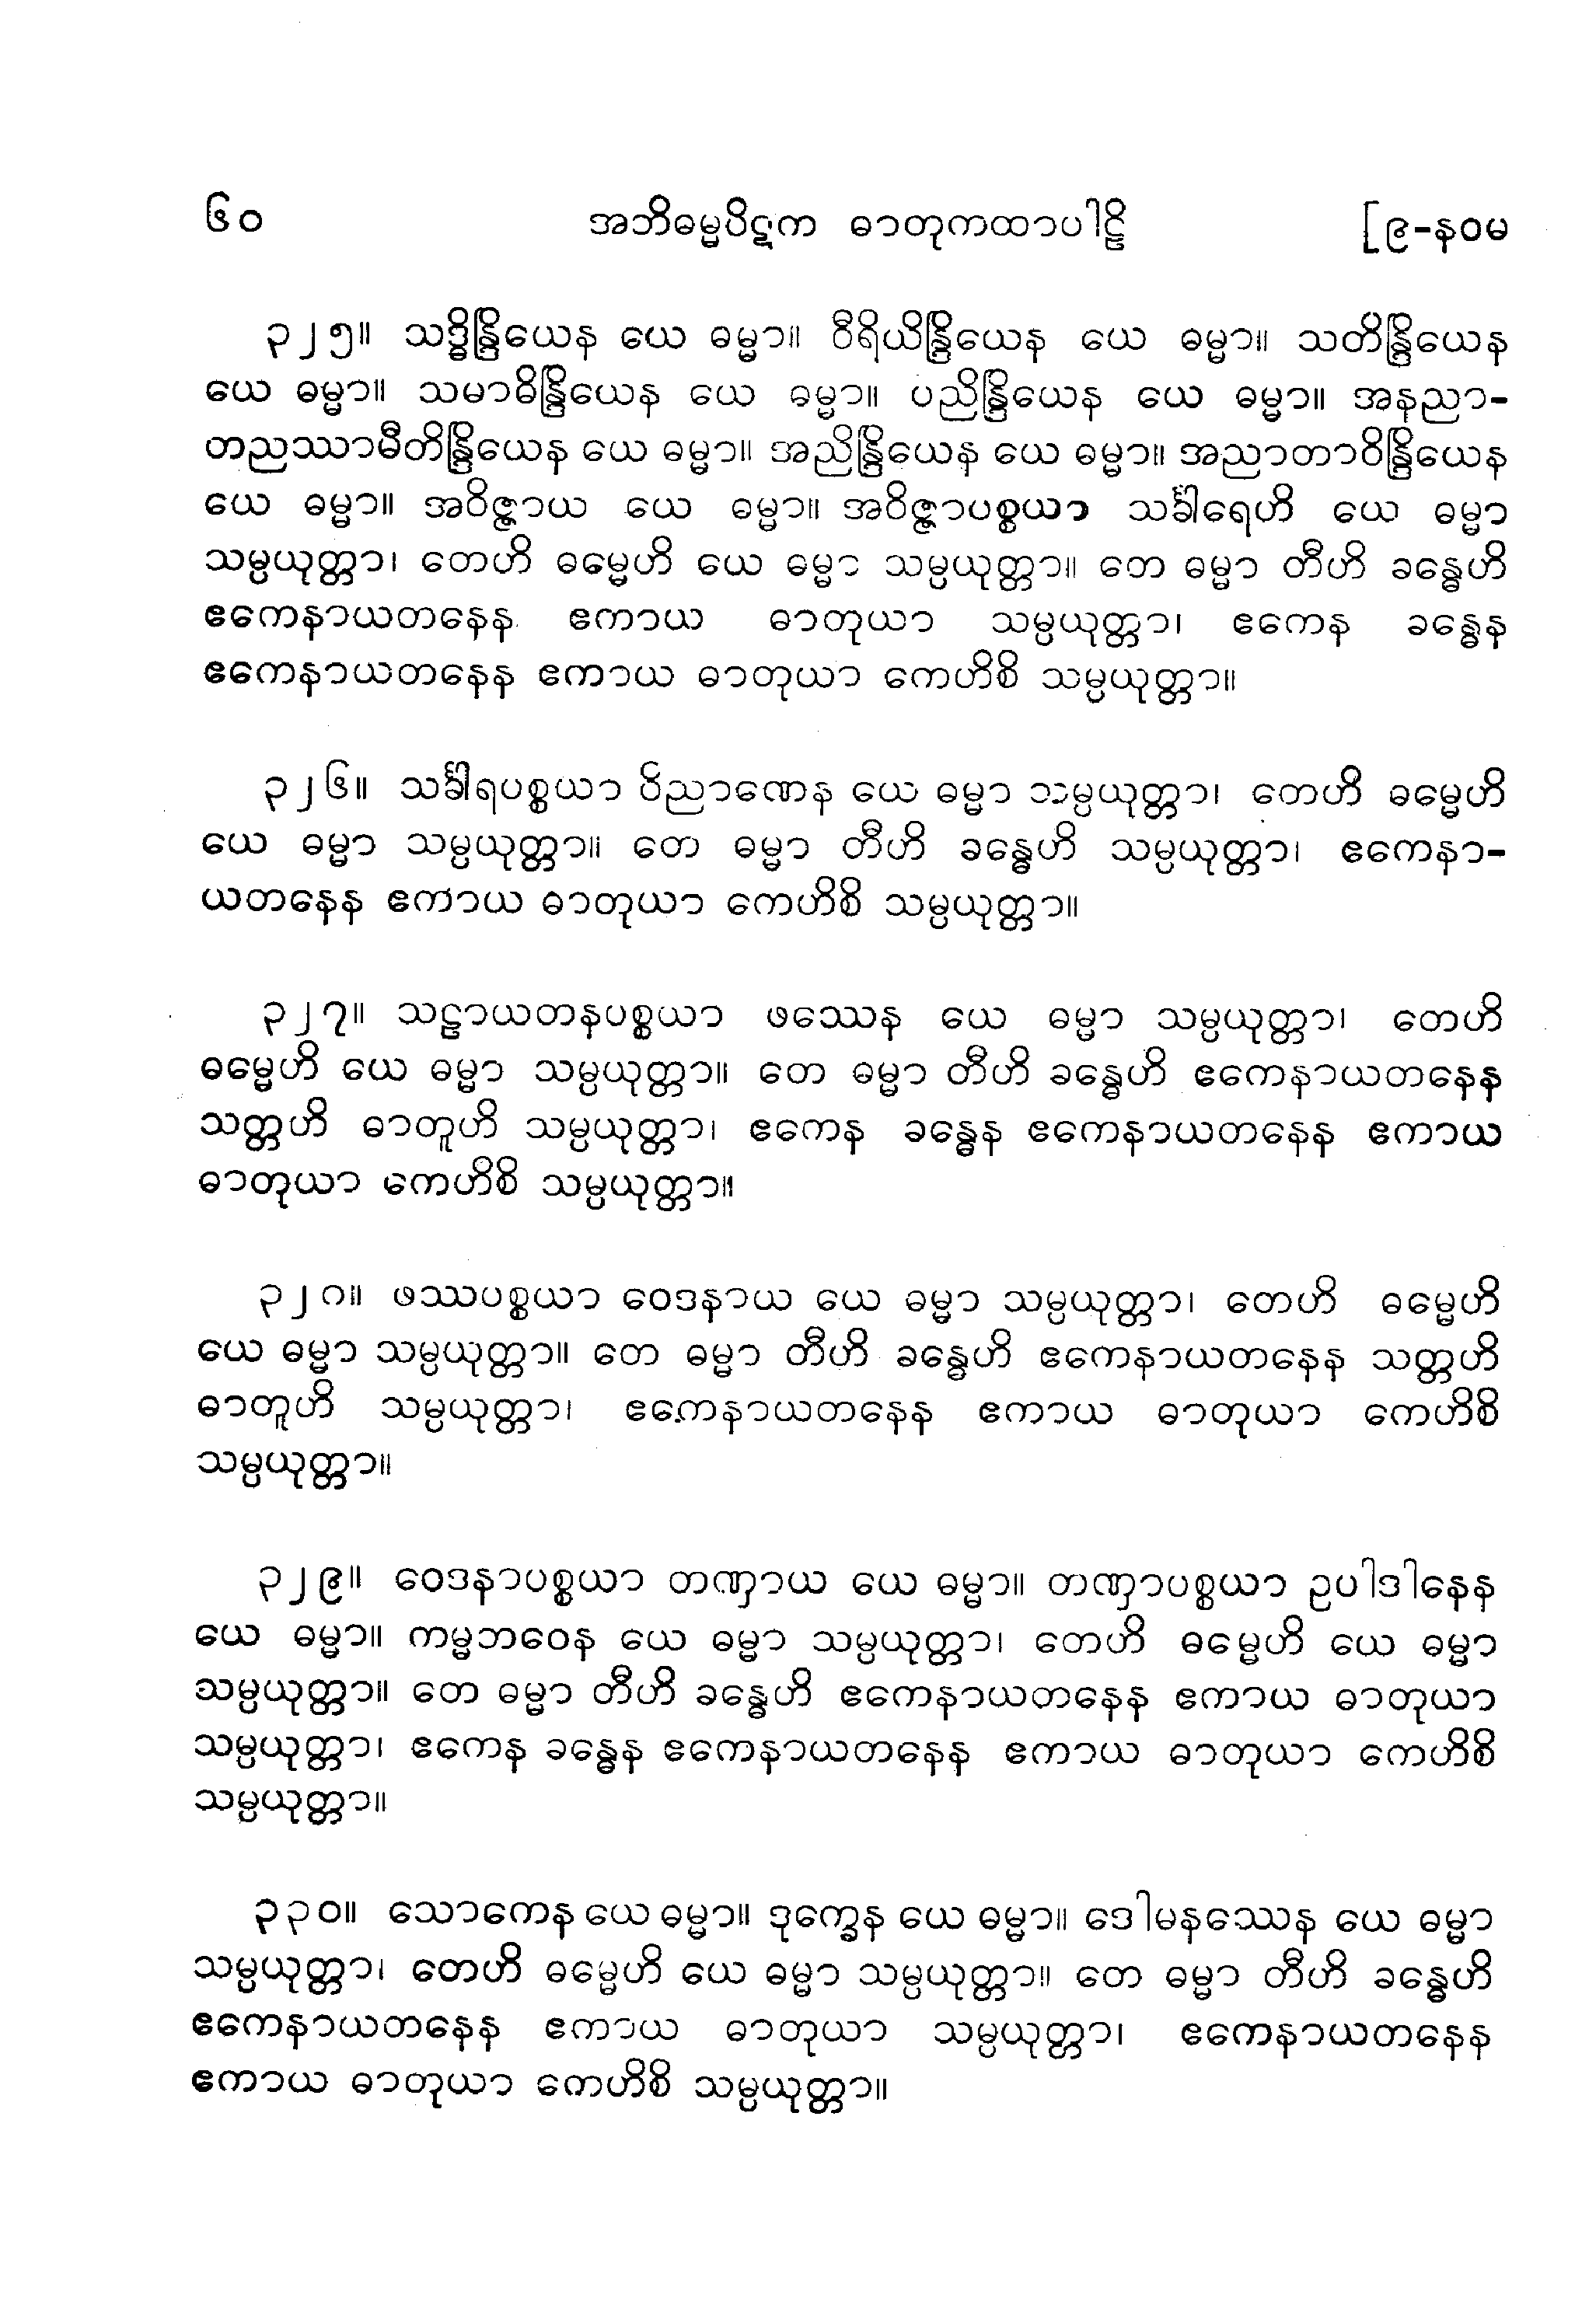 ၆၀ အဘိဓမ္မပိဋက ဓာတုကထာပါဠိ [၉-နဝမ
၃၂၅။ သဒ္ဓိန္ဒြိယေန ယေ ဓမ္မာ။ ဝီရိယိန္ဒြိယေန ယေ ဓမ္မာ။ သတိန္ဒြိယေန
ယေ ဓမ္မာ။ သမာဓိန္ဒြိယေန ယေ ဓမ္မာ။ ပညိန္ဒြိယေန ယေ ဓမ္မာ။ အနညာ-
တညဿာမီတိန္ဒြိယေန ယေ ဓမ္မာ။ အညိန္ဒြိယေန ယေ ဓမ္မာ။ အညာတာဝိန္ဒြိယေန
ယေ ဓမ္မာ။ အဝိဇ္ဇာယ ယေ ဓမ္မာ။ အဝိဇ္ဇာပစ္စယာ သင်္ခါရေဟိ ယေ ဓမ္မာ
သမ္ပယုတ္တာ၊ တေဟိ ဓမ္မေဟိ ယေ ဓမ္မာ သမ္ပယုတ္တာ။ တေ ဓမ္မာ တီဟိ ခန္ဓေဟိ
ဧကေနာယတနေန ဧကာယ ဓာတုယာ သမ္ပယုတ္တာ၊ ဧကေန ခန္ဓေန
ဧကေနာယတနေန ဧကာယ ဓာတုယာ ကေဟိစိ သမ္ပယုတ္တာ။
၃၂၆။ သင်္ခါရပစ္စယာ ဝိညာဏေန ယေ ဓမ္မာ သမ္ပယုတ္တာ၊ တေဟိ ဓမ္မေဟိ
ယေ ဓမ္မာ သမ္ပယုတ္တာ။ တေ ဓမ္မာ တီဟိ ခန္ဓေဟိ သမ္ပယုတ္တာ၊ ဧကေနာ-
ယတနေန ဧကာယ ဓာတုယာ ကေဟိစိ သမ္ပယုတ္တာ။
၃၂၇။ သဠာယတနပစ္စယာ ဖဿေန ယေ ဓမ္မာ သမ္ပယုတ္တာ၊ တေဟိ
ဓမ္မေဟိ ယေ ဓမ္မာ သမ္ပယုတ္တာ။ တေ ဓမ္မာ တီဟိ ခန္ဓေဟိ ဧကေနာယတနေန
သတ္တဟိ ဓာတူဟိ သမ္ပယုတ္တာ၊ ဧကေန ခန္ဓေန ဧကေနာယတနေန ဧကာယ
ဓာတုယာ ကေဟိစိ သမ္ပယုတ္တာ။
၃၂၈။ ဖဿပစ္စယာ ဝေဒနာယ ယေ ဓမ္မာ သမ္ပယုတ္တာ၊ တေဟိ ဓမ္မေဟိ
ယေ ဓမ္မာ သမ္ပယုတ္တာ။ တေ ဓမ္မာ တီဟိ ခန္ဓေဟိ ဧကေနာယတနေန သတ္တဟိ
ဓာတူဟိ သမ္ပယုတ္တာ၊ ဧကေနာယတနေန ဧကာယ ဓာတုယာ ကေဟိစိ
သမ္ပယုတ္တာ။
၃၂၉။ ဝေဒနာပစ္စယာ တဏှာယ ယေ ဓမ္မာ။ တဏှာပစ္စယာ ဥပါဒါနေန
ယေ ဓမ္မာ။ ကမ္မဘဝေန ယေ ဓမ္မာ သမ္ပယုတ္တာ၊ တေဟိ ဓမ္မေဟိ ယေ ဓမ္မာ
သမ္ပယုတ္တာ။ တေ ဓမ္မာ တီဟိ ခန္ဓေဟိ ဧကေနာယတနေန ဧကာယ ဓာတုယာ
သမ္ပယုတ္တာ၊ ဧကေန ခန္ဓေန ဧကေနာယတနေန ဧကာယ ဓာတုယာ ကေဟိစိ
သမ္ပယုတ္တာ။
၃၃၀။ သောကေန ယေ ဓမ္မာ။ ဒုက္ခေန ယေ ဓမ္မာ။ ဒေါမနဿေန ယေ ဓမ္မာ
သမ္ပယုတ္တာ၊ တေဟိ ဓမ္မေဟိ ယေ ဓမ္မာ သမ္ပယုတ္တာ။ တေ ဓမ္မာ တီဟိ ခန္ဓေဟိ
ဧကေနာယတနေန ဧကာယ ဓာတုယာ သမ္ပယုတ္တာ၊ ဧကေနာယတနေန
ဧကာယ ဓာတုယာ ကေဟိစိ သမ္ပယုတ္တာ။